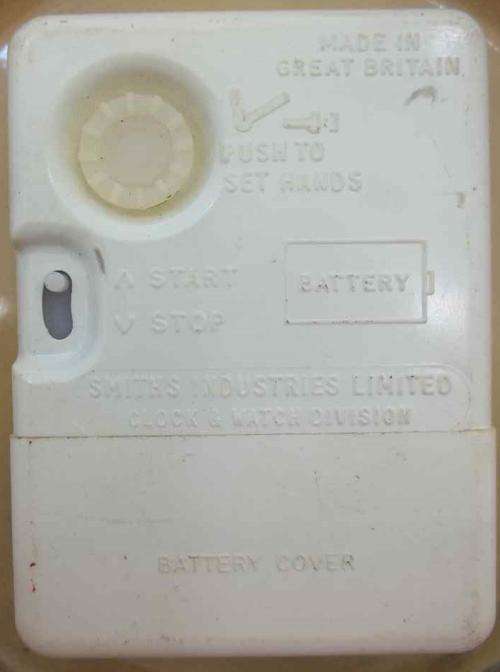 MADE IN
GREAT BRITAIN
PUSH TO
SET HANDS
START
BATTERY
STOP
SMITHS INDUSTRIES LIMITED
CLOCK & WATCH DIVISION
BATTERY COVER